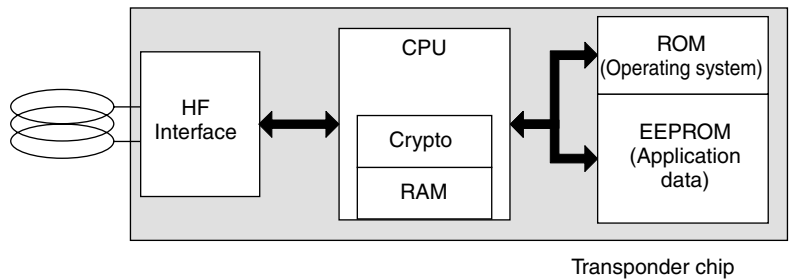 HF
Interface
CPU
Crypto
RAM
ROM
(Operating system)
EEPROM
(Application
data)
Transponder chip